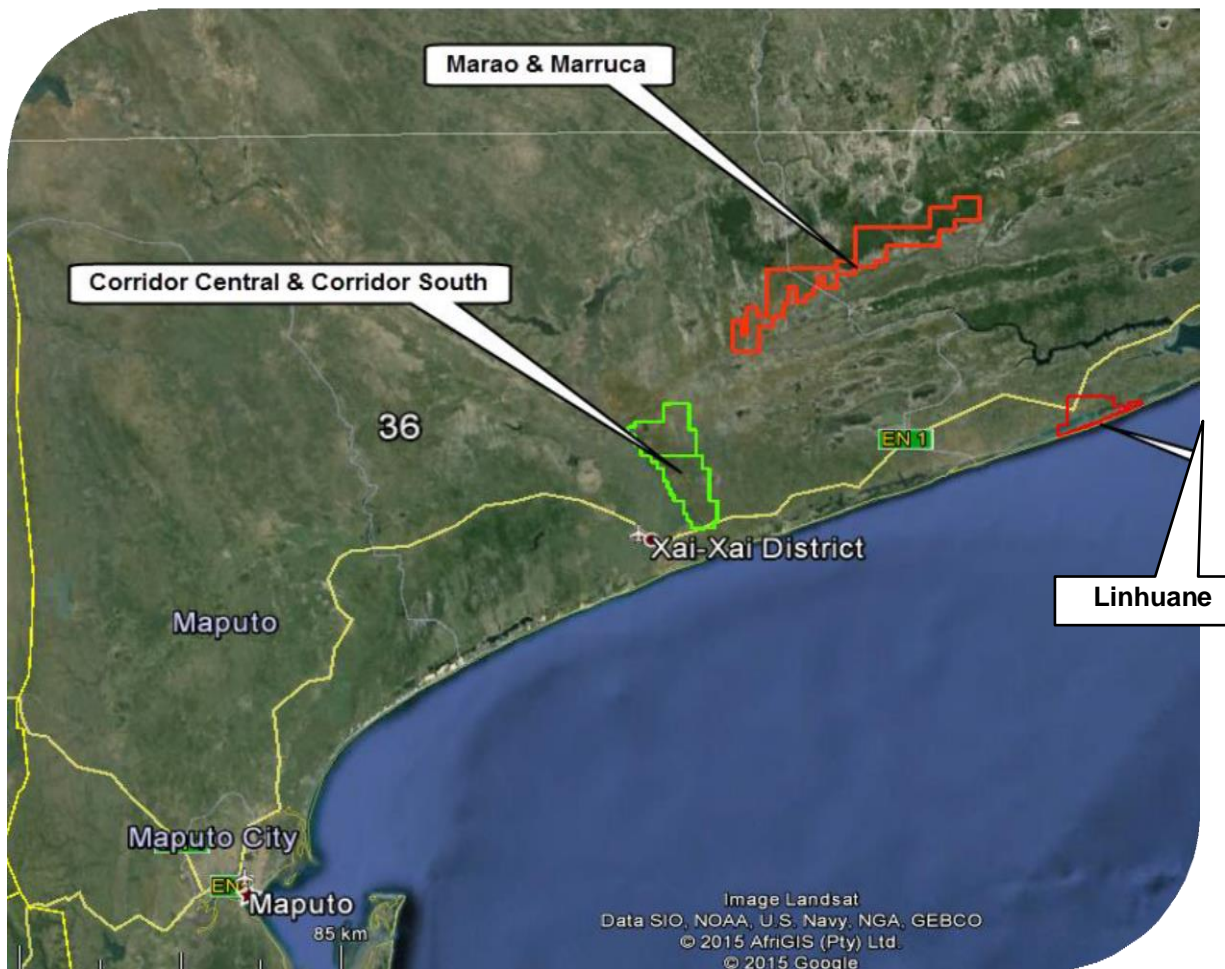 Marao & Marruca
Corridor Central & Corridor South
36
EN 1
Xai-Xai District
Linhuane
Maputo
Maputo City
EN
Maputo
85 km
Image Landsat
Data SIO, NOAA, U.S. Navy, NGA, GEBCO
© 2015 AfriGIS (Pty) Ltd.
© 2015 Google